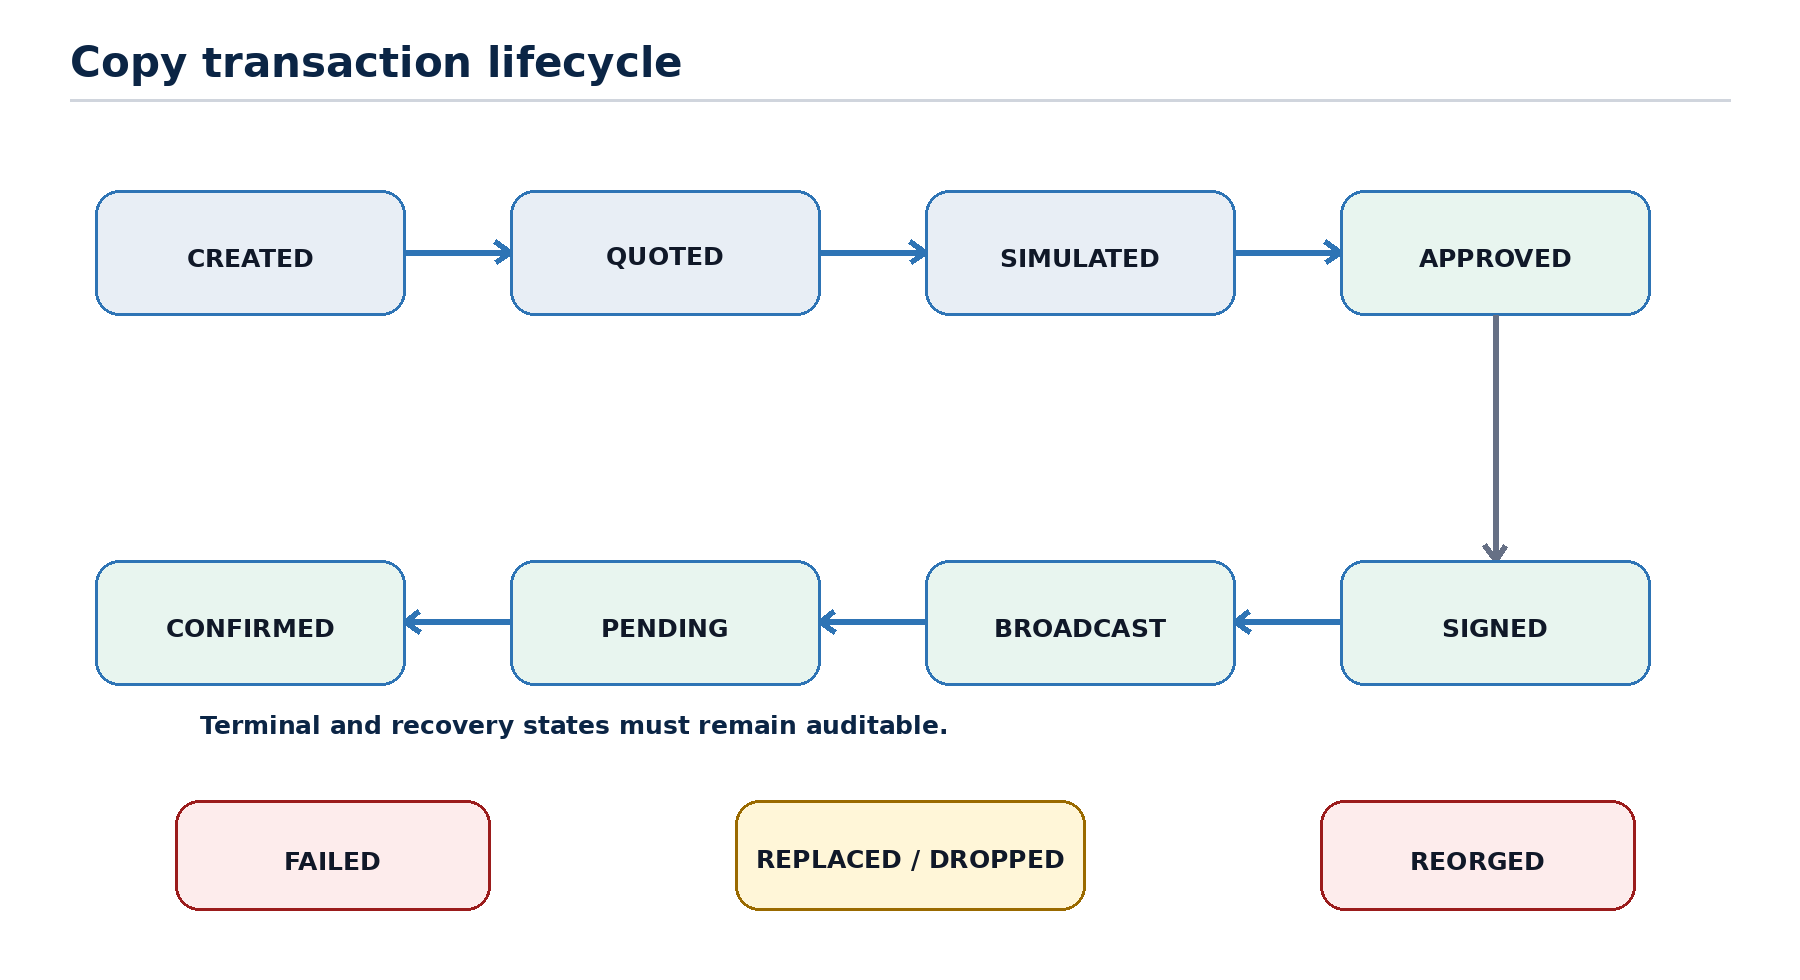 Copy transaction lifecycle
CREATED
QUOTED
SIMULATED
APPROVED
CONFIRMED
PENDING
BROADCAST
SIGNED
Terminal and recovery states must remain auditable.
FAILED
REPLACED / DROPPED
REORGED